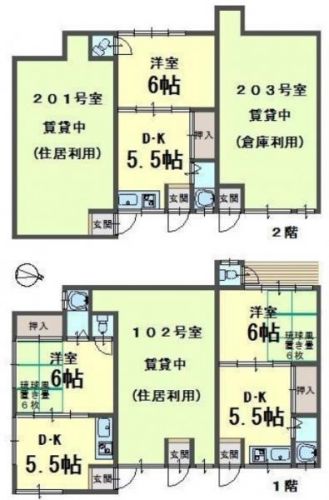 201号室
賃貸中
(住居利用)
洋室
6帖
203号室
賃貸中
(倉庫利用)
D·K
5.5帖
押入
玄関
玄関
玄関
2階
押入
洋室
6帖
琉球風
置き畳
6枚
102号室
賃貸中
(住居利用)
洋室
6帖
琉球風
置き畳
6枚
D·K
5.5帖
押入
D·K
5.5帖
玄関
玄関
玄関
1階